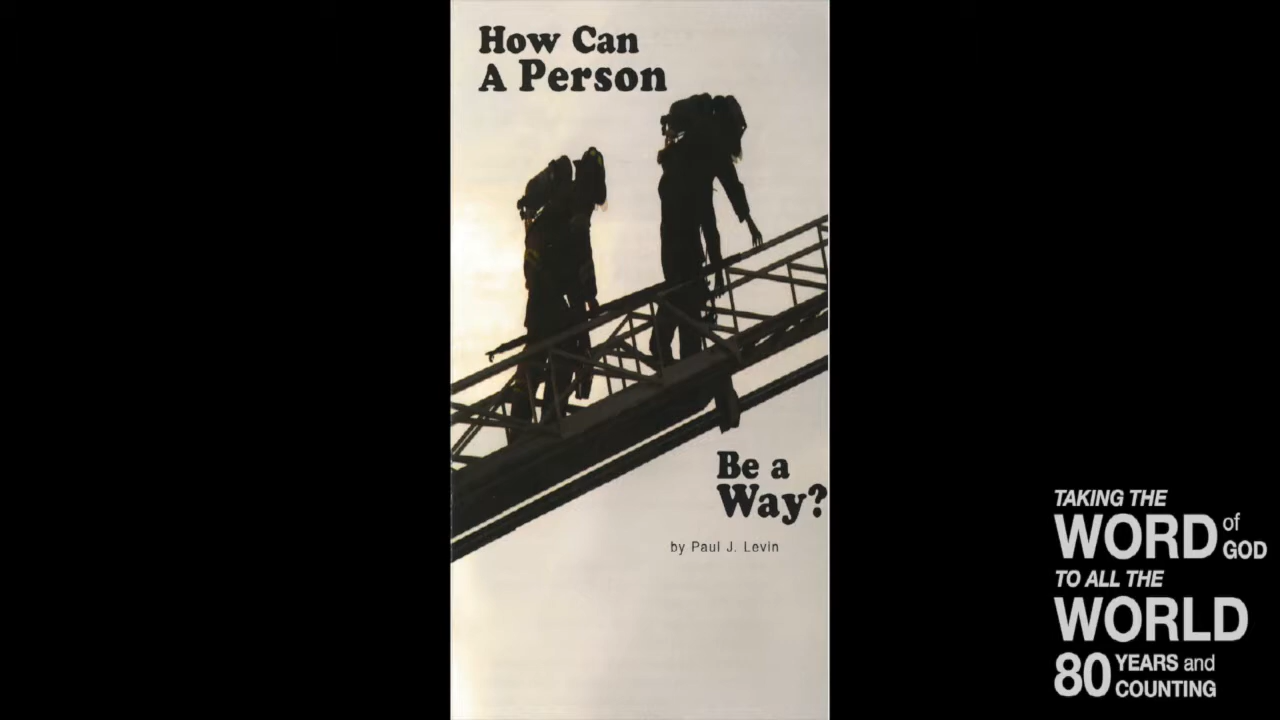 How Can
A Person
Be a
Way?
by Paul J. Levin
TAKING THE
WORD of
GOD
TO ALL THE
WORLD
80 YEARS and
COUNTING